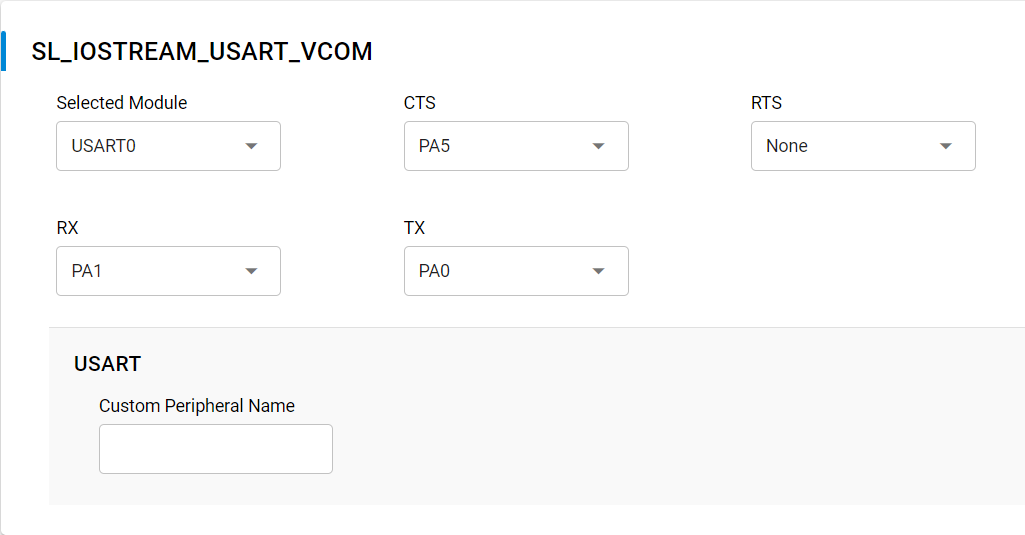 SL_IOSTREAM_USART_VCOM
Selected Module
CTS
RTS
USART0
PA5
None
RX
TX
PA1
PA0
USART
Custom Peripheral Name